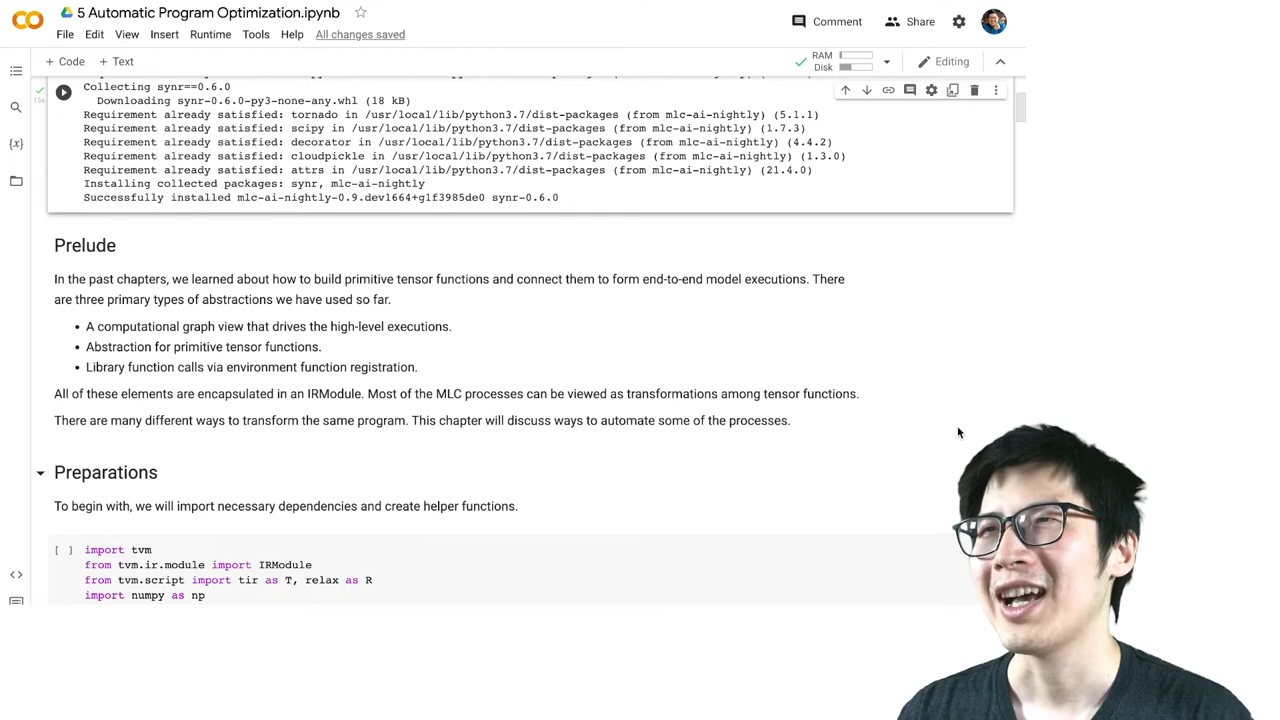 5 Automatic Program Optimization.ipynb
File Edit View Insert Runtime Tools Help All changes saved
Comment Share
+ Code + Text
RAM
Disk
Editing
Collecting synr==0.6.0
15s
Downloading synr-0.6.0-py3-none-any.whl (18 kB)
Requirement already satisfied: tornado in /usr/local/lib/python3.7/dist-packages (from mlc-ai-nightly) (5.1.1)
Requirement already satisfied: scipy in /usr/local/lib/python3.7/dist-packages (from mlc-ai-nightly) (1.7.3)
Requirement already satisfied: decorator in /usr/local/lib/python3.7/dist-packages (from mlc-ai-nightly) (4.4.2)
Requirement already satisfied: cloudpickle in /usr/local/lib/python3.7/dist-packages (from mlc-ai-nightly) (1.3.0)
Requirement already satisfied: attrs in /usr/local/lib/python3.7/dist-packages (from mlc-ai-nightly) (21.4.0)
Installing collected packages: synr, mlc-ai-nightly
Successfully installed mlc-ai-nightly-0.9.dev1664+g1f3985de0 synr-0.6.0
Prelude
In the past chapters, we learned about how to build primitive tensor functions and connect them to form end-to-end model executions. There
are three primary types of abstractions we have used so far.
• A computational graph view that drives the high-level executions.
• Abstraction for primitive tensor functions.
• Library function calls via environment function registration.
All of these elements are encapsulated in an IRModule. Most of the MLC processes can be viewed as transformations among tensor functions.
There are many different ways to transform the same program. This chapter will discuss ways to automate some of the processes.
Preparations
To begin with, we will import necessary dependencies and create helper functions.
[ ] import tvm
from tvm.ir.module import IRModule
from tvm.script import tir as T, relax as R
import numpy as np